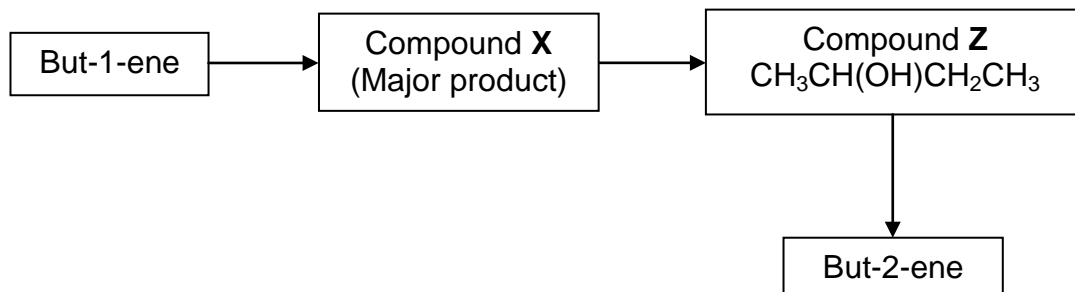 But-1-ene
Compound X
(Major product)
Compound Z
CH₃CH(OH)CH₂CH₃
But-2-ene